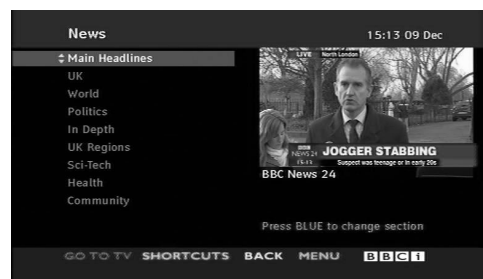 News
15:13 09 Dec
Main Headlines
UK
World
Politics
In Depth
UK Regions
Sci-Tech
Health
Community
LIVE North London
BBC
NEWS 24
15:13
JOGGER STABBING
Suspect was teenage or in early 20s
BBC News 24
Press BLUE to change section
GO TO TV SHORTCUTS BACK MENU BBCi